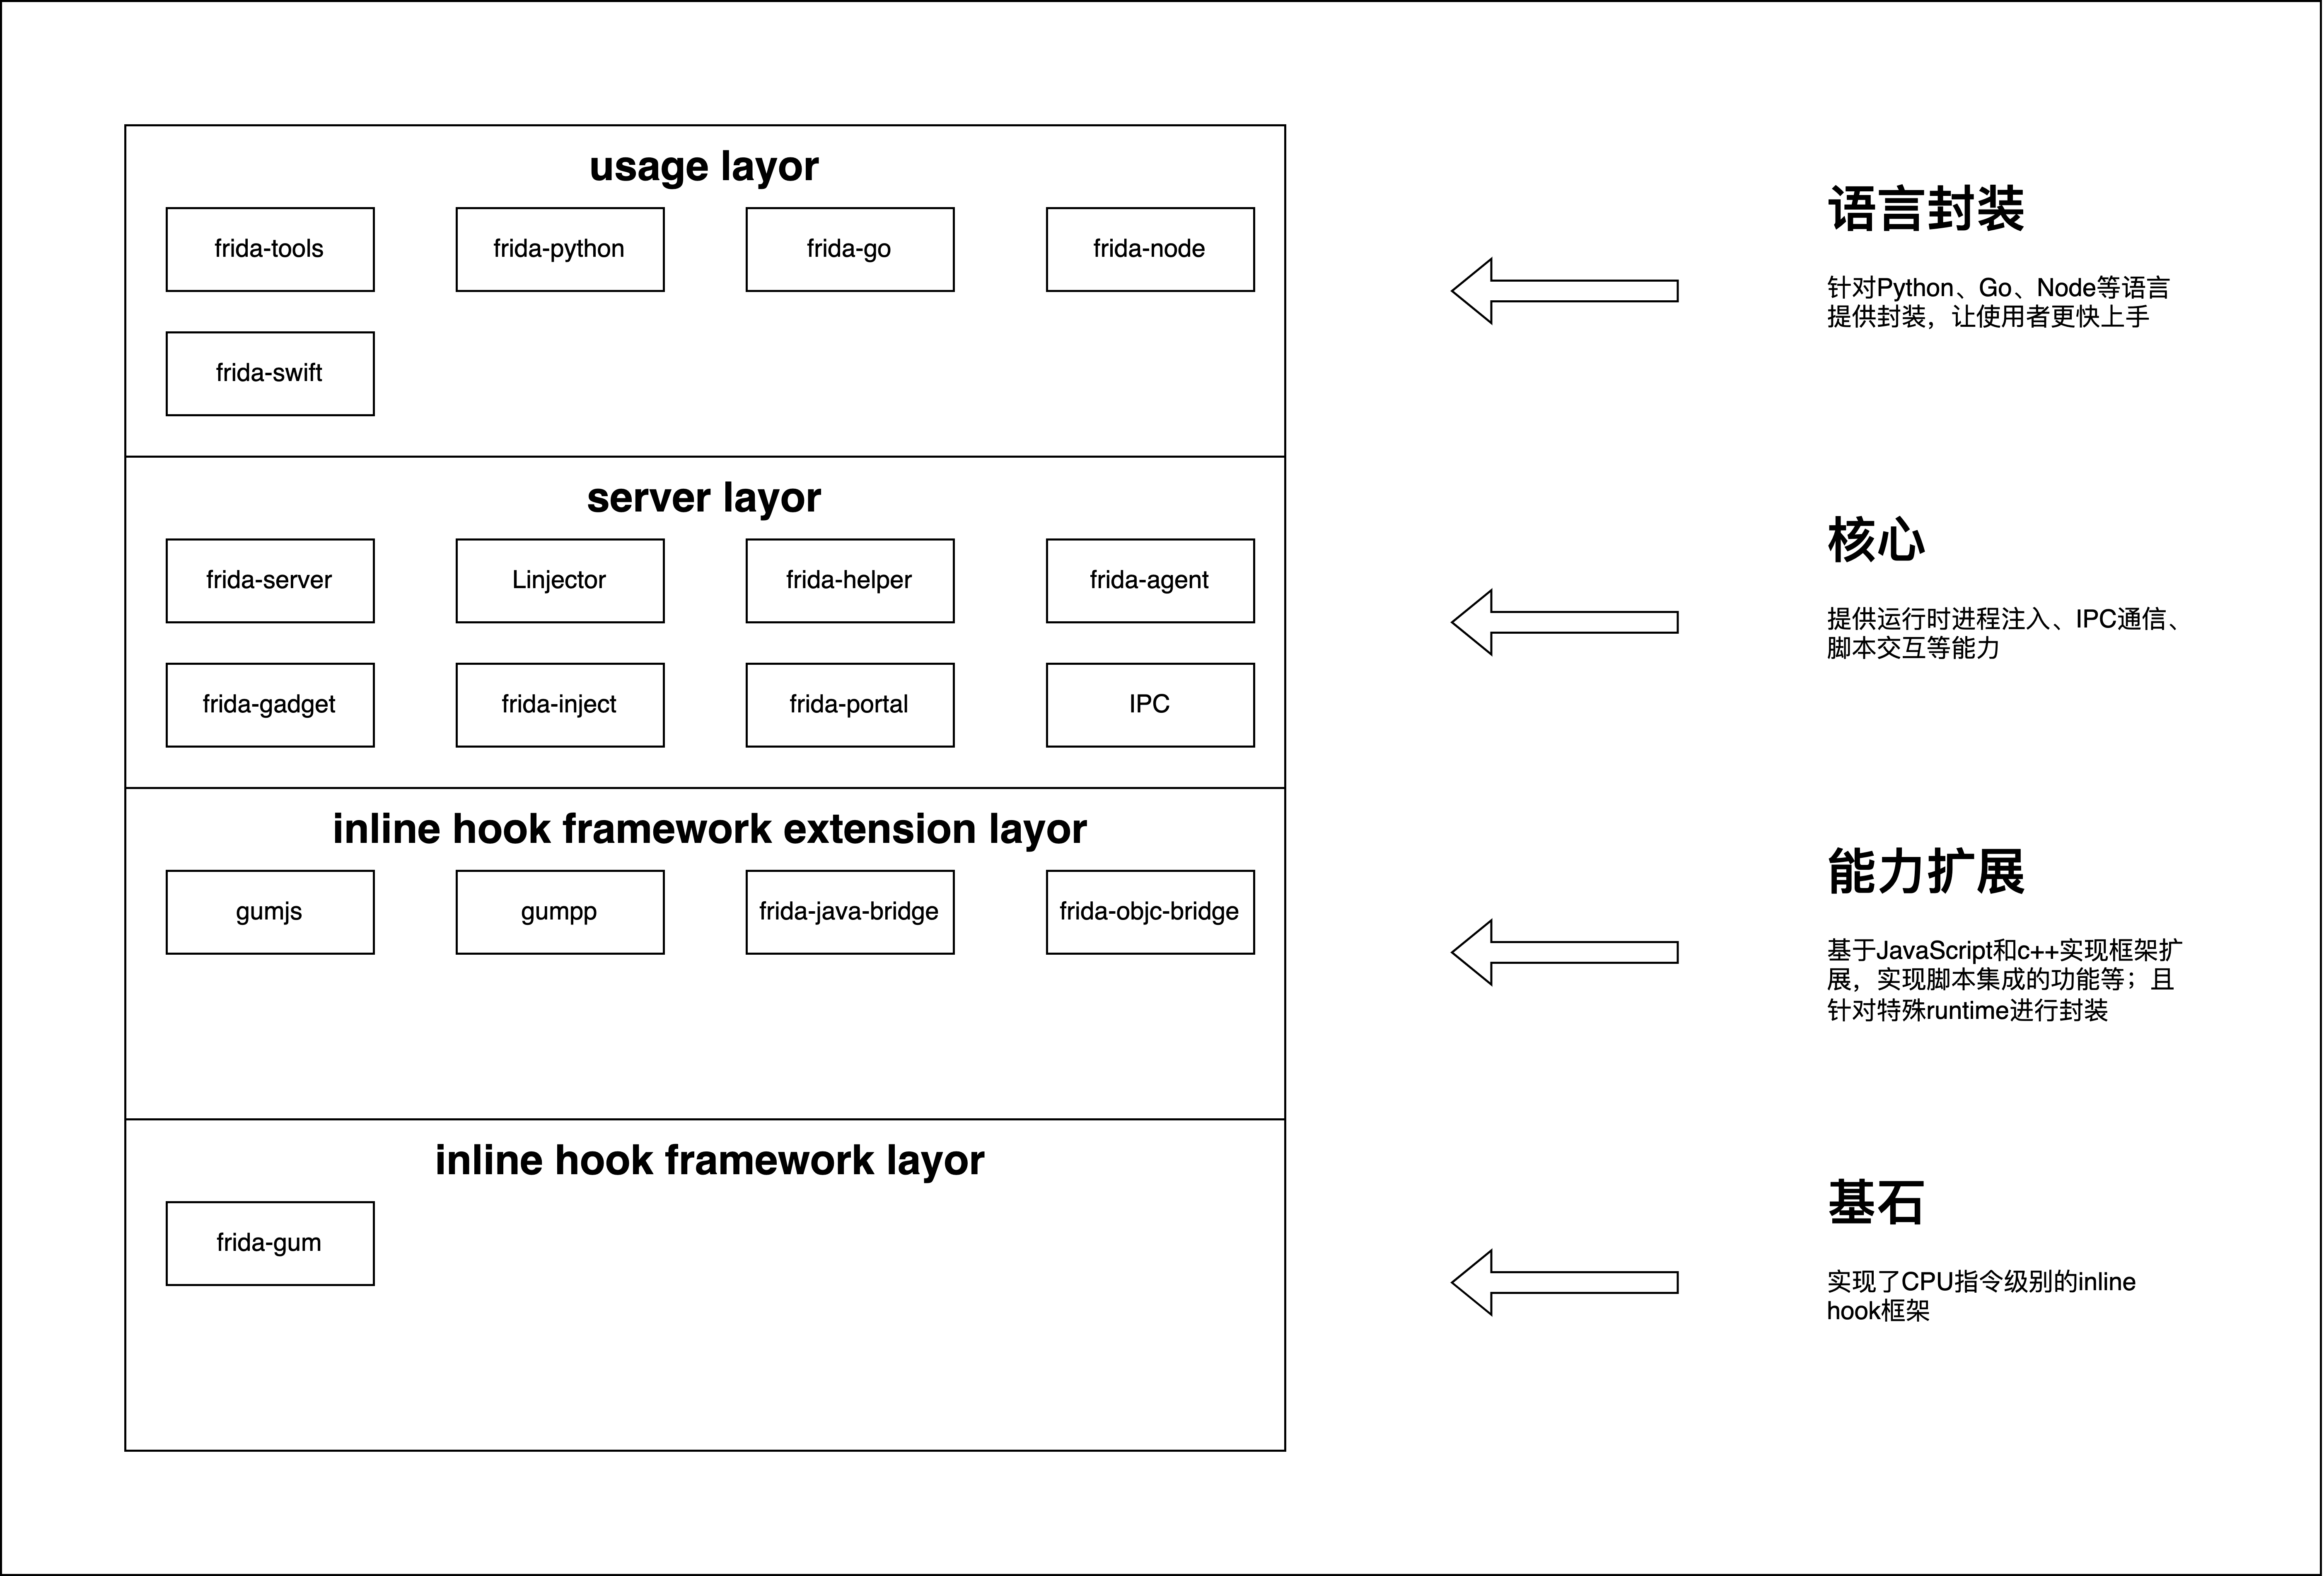 usage layor
frida-tools
frida-python
frida-go
frida-node
frida-swift
语言封装
针对Python、Go、Node等语言
提供封装，让使用者更快上手
server layor
frida-server
Linjector
frida-helper
frida-agent
frida-gadget
frida-inject
frida-portal
IPC
核心
提供运行时进程注入、IPC通信、
脚本交互等能力
inline hook framework extension layor
gumjs
gumpp
frida-java-bridge
frida-objc-bridge
能力扩展
基于JavaScript和c++实现框架扩
展，实现脚本集成的功能等；且
针对特殊runtime进行封装
inline hook framework layor
frida-gum
基石
实现了CPU指令级别的inline
hook框架